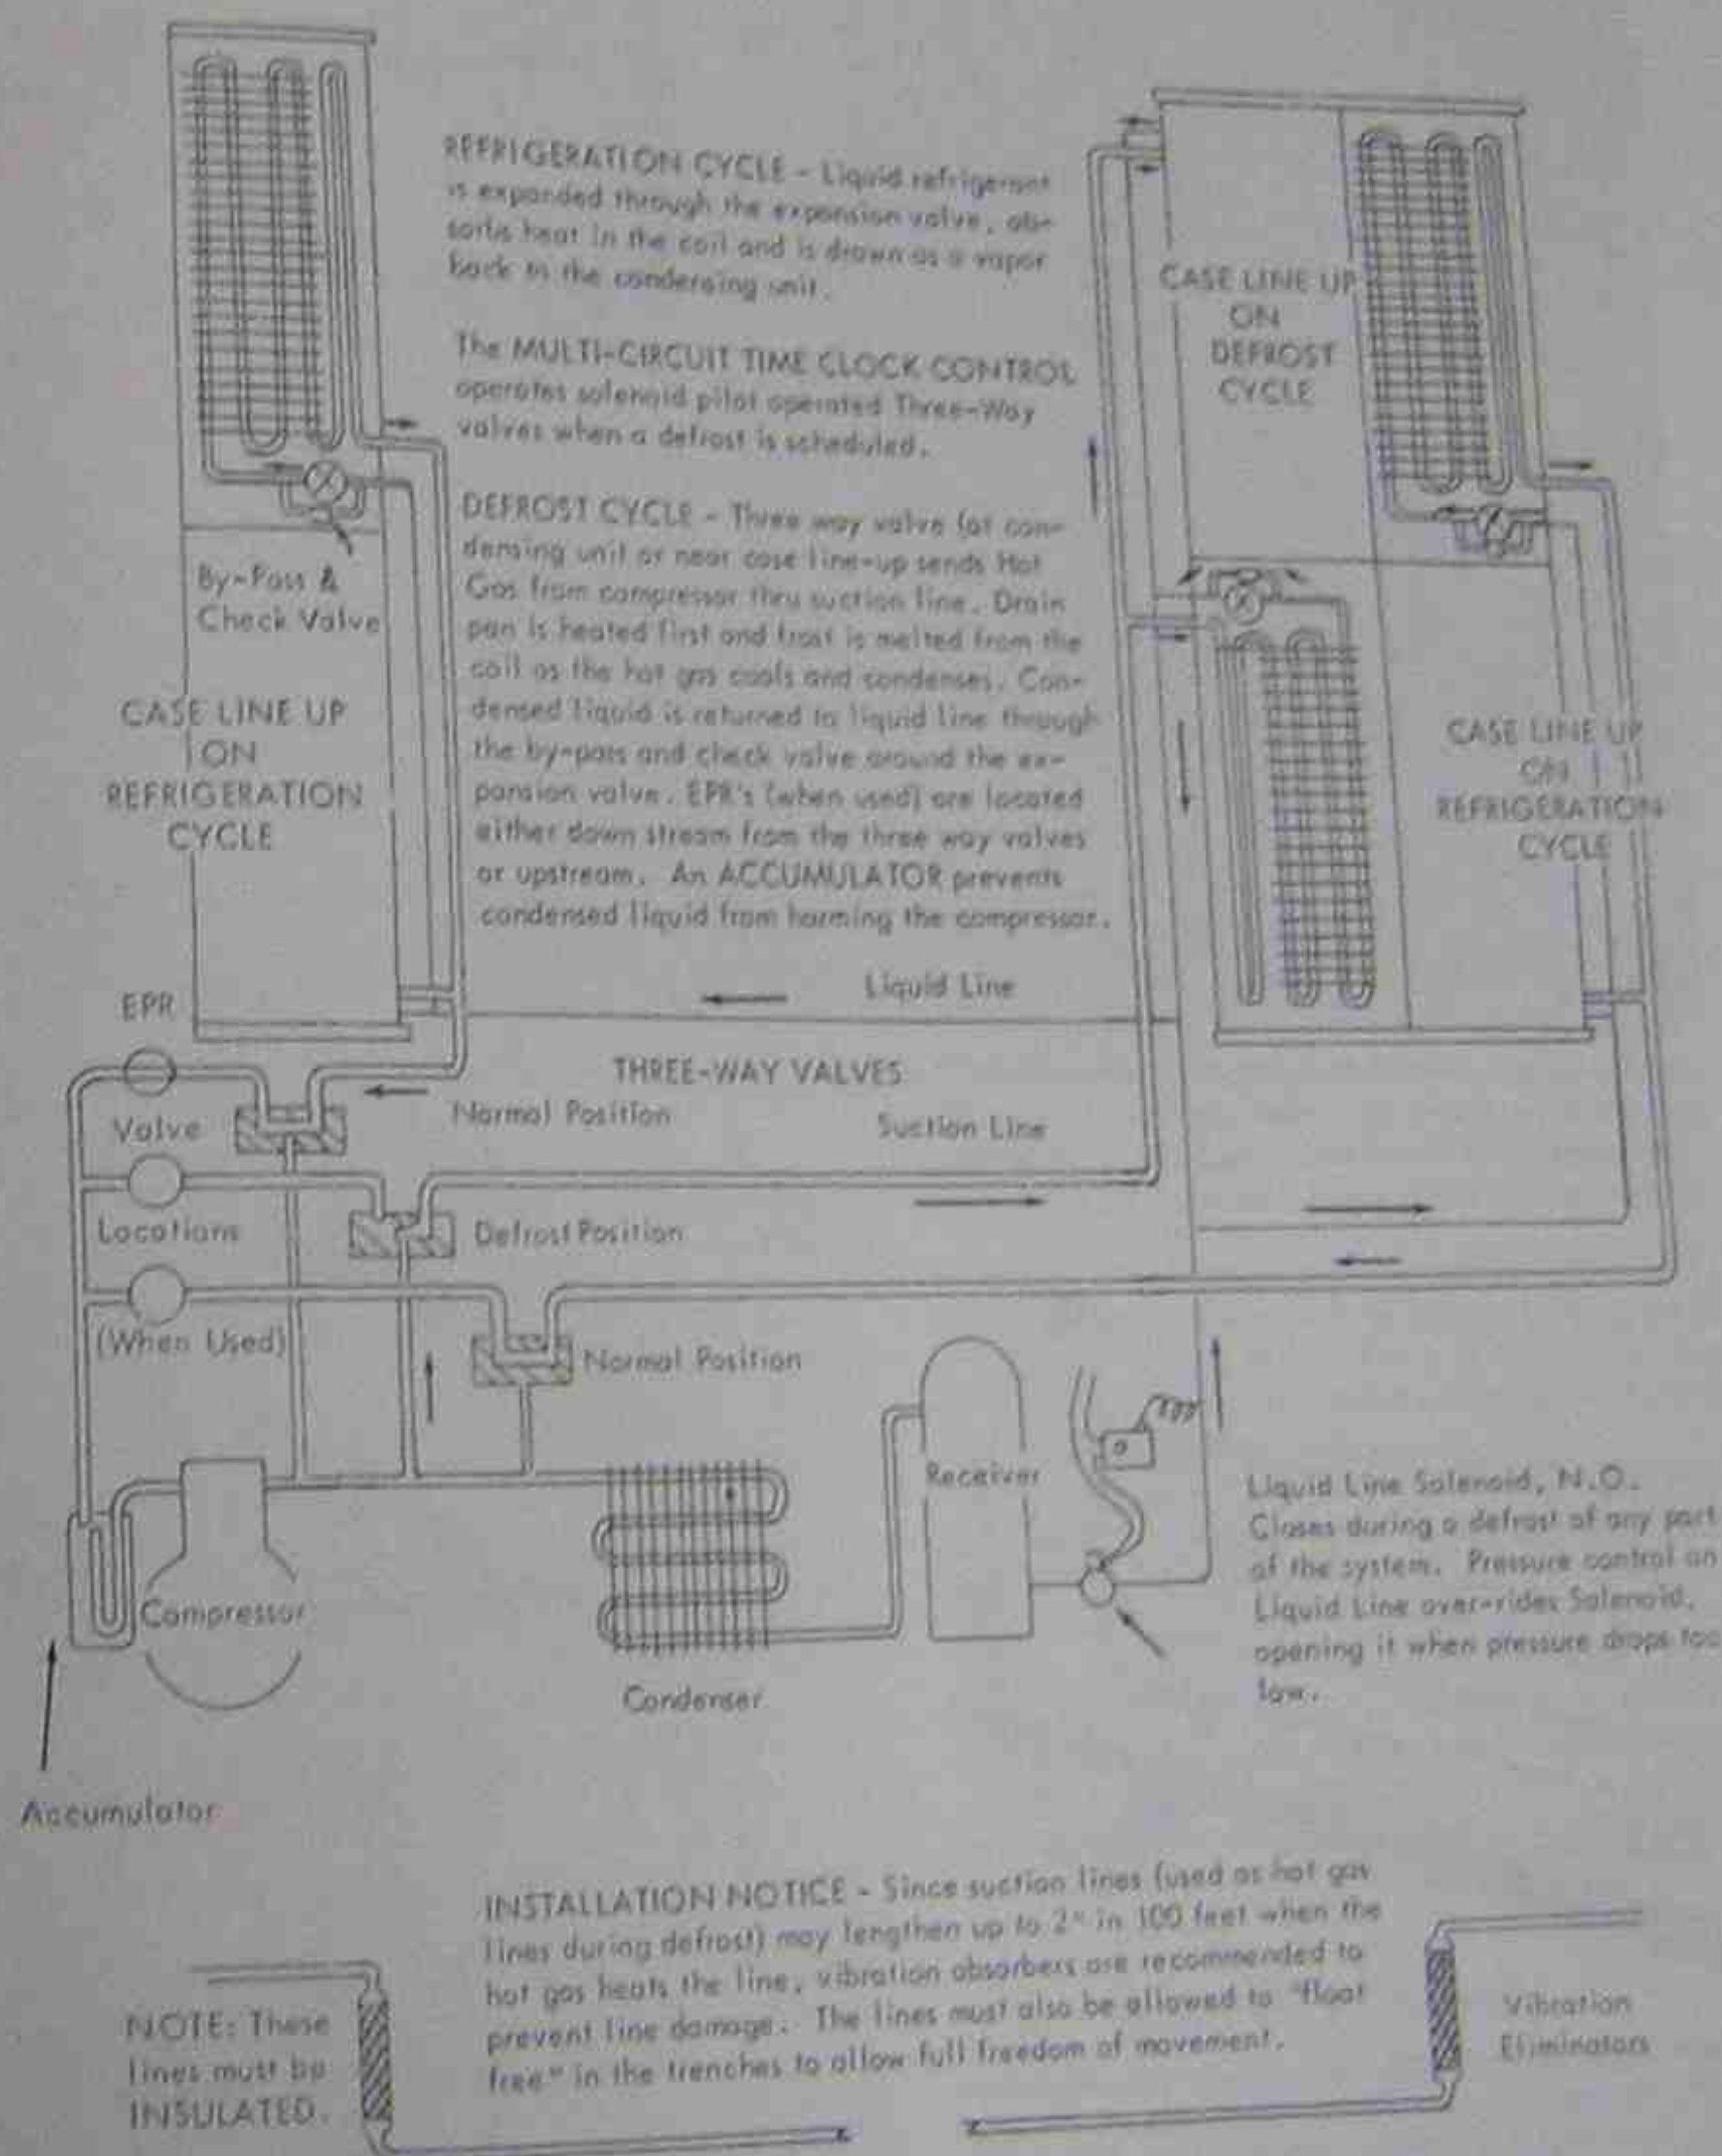 REFRIGERATION CYCLE - Liquid refrigerant
is expanded through the expansion valve, ab-
sorbs heat in the coil and is drawn as a vapor
back to the condensing unit.
The MULTI-CIRCUIT TIME CLOCK CONTROL
operates solenoid pilot operated Three-Way
valves when a defrost is scheduled.
DEFROST CYCLE - Three way valve (at con-
densing unit or near case line-up sends Hot
Gas from compressor thru suction line. Drain
pan is heated first and frost is melted from the
coil as the hot gas cools and condenses. Con-
densed liquid is returned to liquid line through
the by-pass and check valve around the ex-
pansion valve. EPR's (when used) are located
either down stream from the three way valves
or upstream. An ACCUMULATOR prevents
condensed liquid from harming the compressor.
By-Pass &
Check Valve
CASE LINE UP
ON
REFRIGERATION
CYCLE
CASE LINE UP
ON
DEFROST
CYCLE
CASE LINE UP
ON
REFRIGERATION
CYCLE
EPR
Liquid Line
THREE-WAY VALVES
Valve
Normal Position
Suction Line
Locations
Defrost Position
(When Used)
Normal Position
Receiver
Compressor
Condenser
Accumulator
Liquid Line Solenoid, N.O.
Closes during a defrost of any part
of the system. Pressure control on
Liquid Line over-rides Solenoid,
opening it when pressure drops too
low.
INSTALLATION NOTICE - Since suction lines (used as hot gas
lines during defrost) may lengthen up to 2" in 100 feet when the
hot gas heats the line, vibration absorbers are recommended to
prevent line damage. The lines must also be allowed to "float
free" in the trenches to allow full freedom of movement.
NOTE: These
lines must be
INSULATED.
Vibration
Eliminators